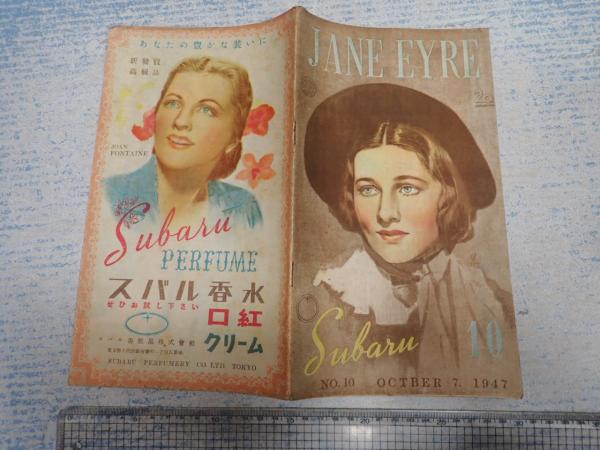 あなたの豊かな装いに
新發賣
高級品
JOAN
FONTAINE
Subaru
PERFUME
スバル香水
ぜひお試し下さい
口紅
クリーム
SUBARU PERFUMERY CO. LTD. TOKYO
JANE EYRE
Subaru
10
NO. 10 OCTBER 7. 1947